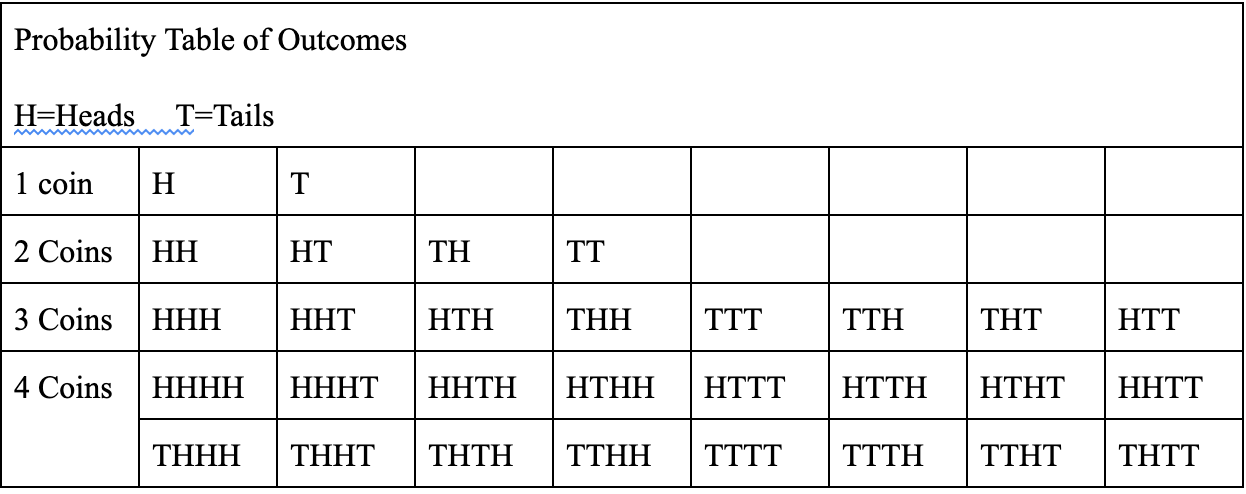 Probability Table of Outcomes
H=Heads T=Tails
1 coin H T
2 Coins HH HT TH TT
3 Coins HHH HHT HTH THH TTT TTH THT HTT
4 Coins HHHH HHHT HHTH HTHH HTTT HTTH HTHT HHTT
THHH THHT THTH TTHH TTTT TTTH TTHT THTT